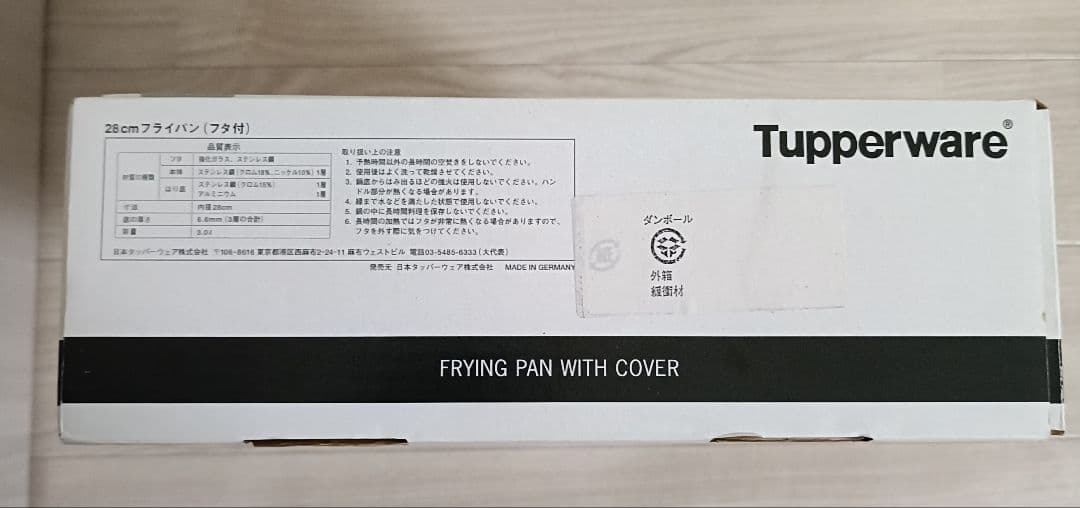 28cmフライパン(フタ付)
品質表示
材質の種類
フタ 強化ガラス、ステンレス鋼
本体 ステンレス鋼(クロム18%、ニッケル10%) 1層
はり底 ステンレス鋼(クロム15%) 1層
アルミニウム 1層
寸法 内径28cm
底の厚さ 6.6mm(3層の合計)
容量 3.0ℓ
取り扱い上の注意
1. 予熱時間以外の長時間の空焚きをしないでください。
2. 使用後はよく洗って乾燥させてください。
3. 鍋底からはみ出るほどの強火は使用しないでください。ハン
ドル部分が熱くなる場合があります。
4. 縁まで水などを満たした状態で使用しないでください。
5. 鍋の中に長時間料理を保存しないでください。
6. 長時間の加熱ではフタが非常に熱くなる場合がありますので、
フタを外す際に気をつけてください。
日本タッパーウェア株式会社 〒106-8616 東京都港区西麻布2-24-11 麻布ウェストビル 電話03-5485-6333(大代表)
発売元 日本タッパーウェア株式会社 MADE IN GERMANY
Tupperware®
ダンボール
紙
外箱
緩衝材
FRYING PAN WITH COVER